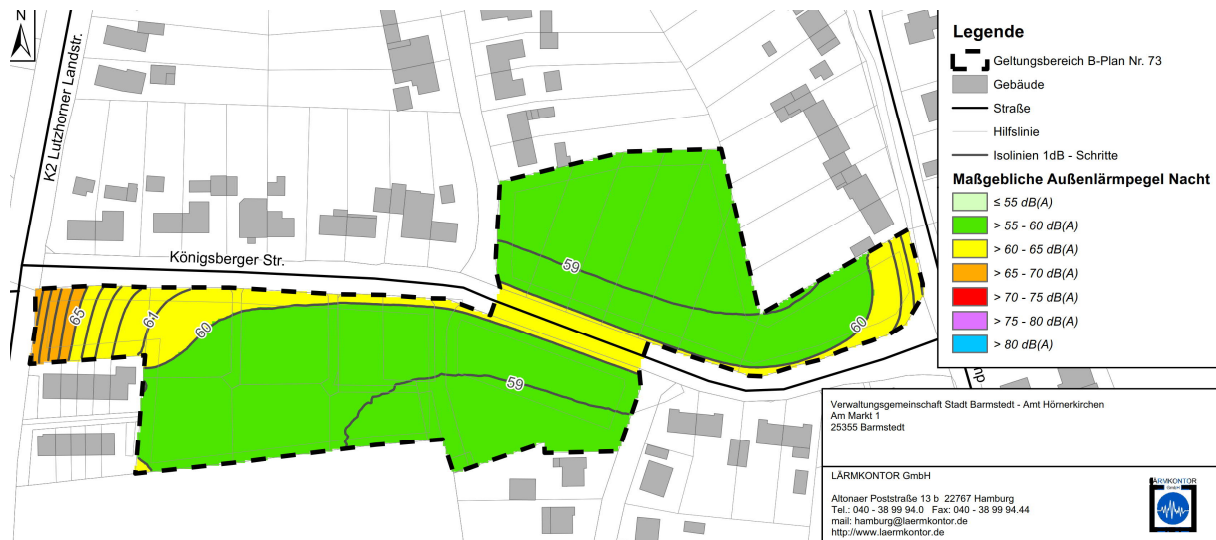 N
K2 Lutzhorner Landstr.
Königsberger Str.
59
65
61
60
59
60
Legende
Geltungsbereich B-Plan Nr. 73
Gebäude
Straße
Hilfslinie
Isolinien 1dB - Schritte
Maßgebliche Außenlärmpegel Nacht
≤ 55 dB(A)
> 55 - 60 dB(A)
> 60 - 65 dB(A)
> 65 - 70 dB(A)
> 70 - 75 dB(A)
> 75 - 80 dB(A)
> 80 dB(A)
Verwaltungsgemeinschaft Stadt Barmstedt - Amt Hörnerkirchen
Am Markt 1
25355 Barmstedt
LÄRMKONTOR GmbH
Altonaer Poststraße 13 b 22767 Hamburg
Tel.: 040 - 38 99 94.0 Fax: 040 - 38 99 94.44
mail: hamburg@laermkontor.de
http://www.laermkontor.de
LÄRMKONTOR
GmbH